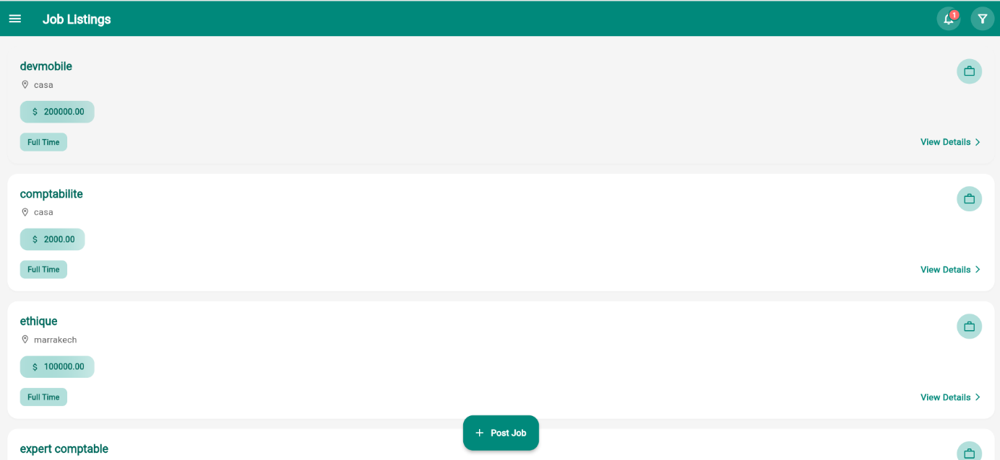 Job Listings
1
devmobile
casa
$ 200000.00
Full Time
View Details
comptabilite
casa
$ 2000.00
Full Time
View Details
ethique
marrakech
$ 100000.00
Full Time
View Details
+ Post Job
expert comptable